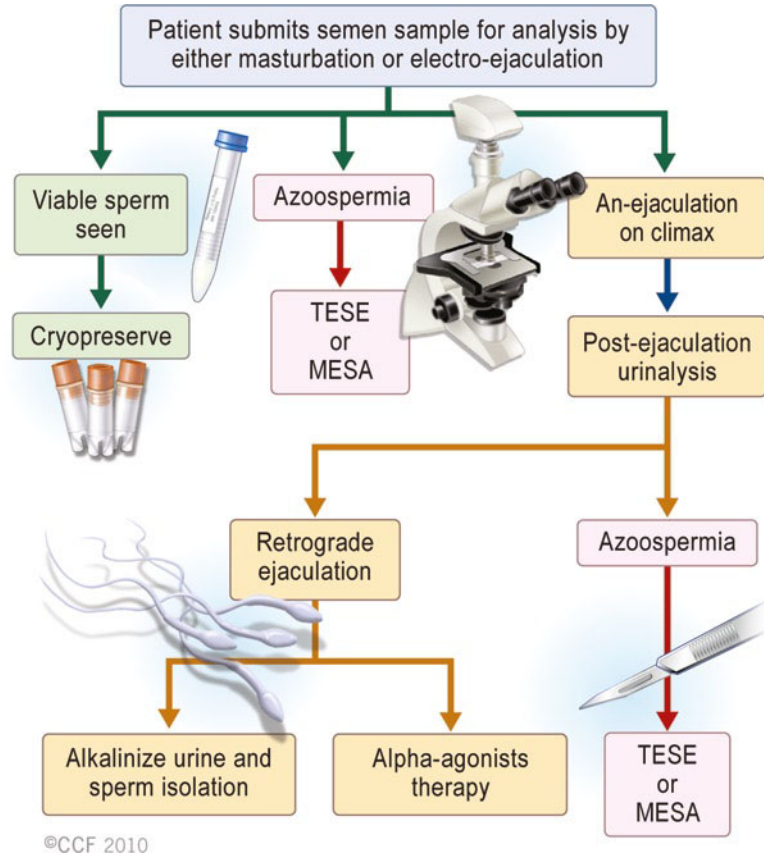 Patient submits semen sample for analysis by
either masturbation or electro-ejaculation
Viable sperm
seen
Azoospermia
An-ejaculation
on climax
Cryopreserve
TESE
or
MESA
Post-ejaculation
urinalysis
Retrograde
ejaculation
Azoospermia
Alkalinize urine and
sperm isolation
Alpha-agonists
therapy
TESE
or
MESA
©CCF 2010